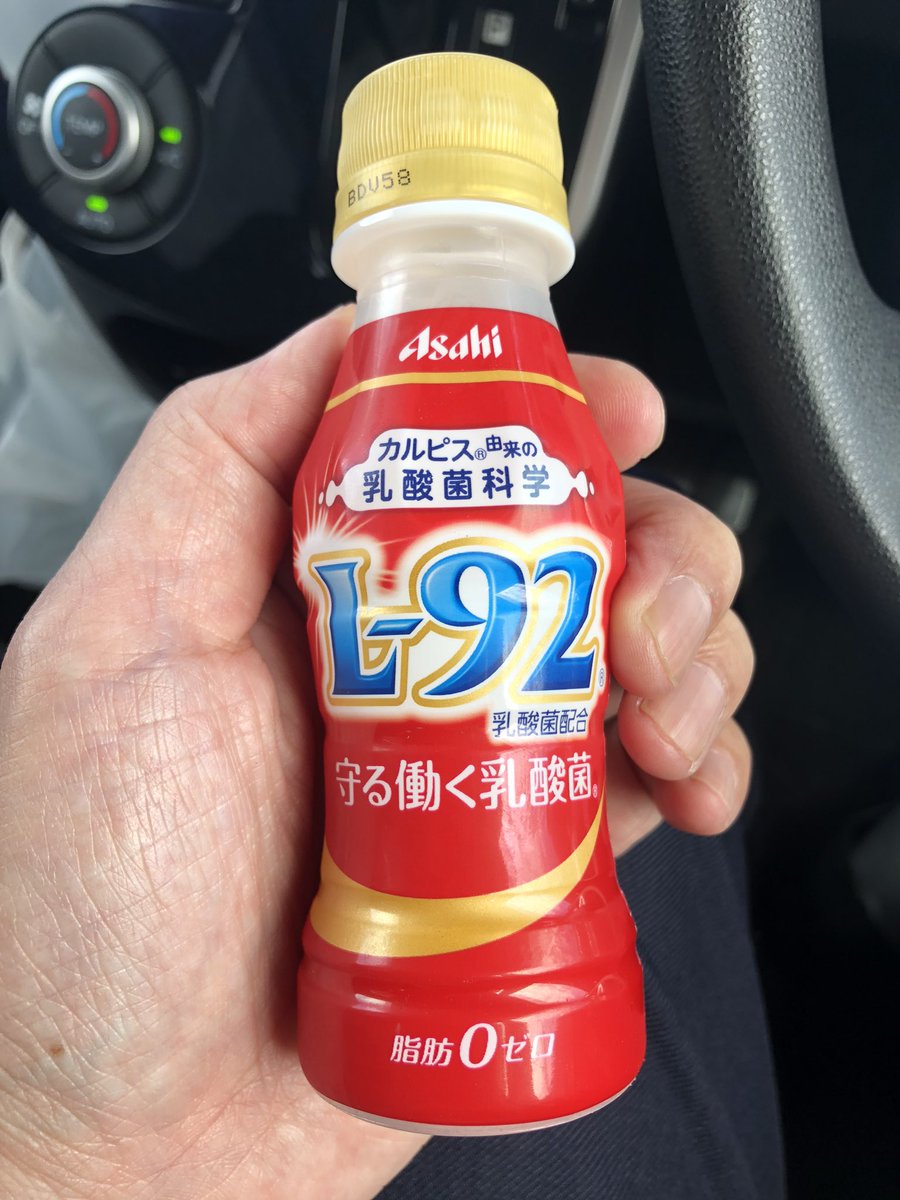 TEMP
BDV58
Asahi
カルピス®由来の
乳酸菌科学
L-92®
乳酸菌配合
守る働く乳酸菌®
脂肪0ゼロ